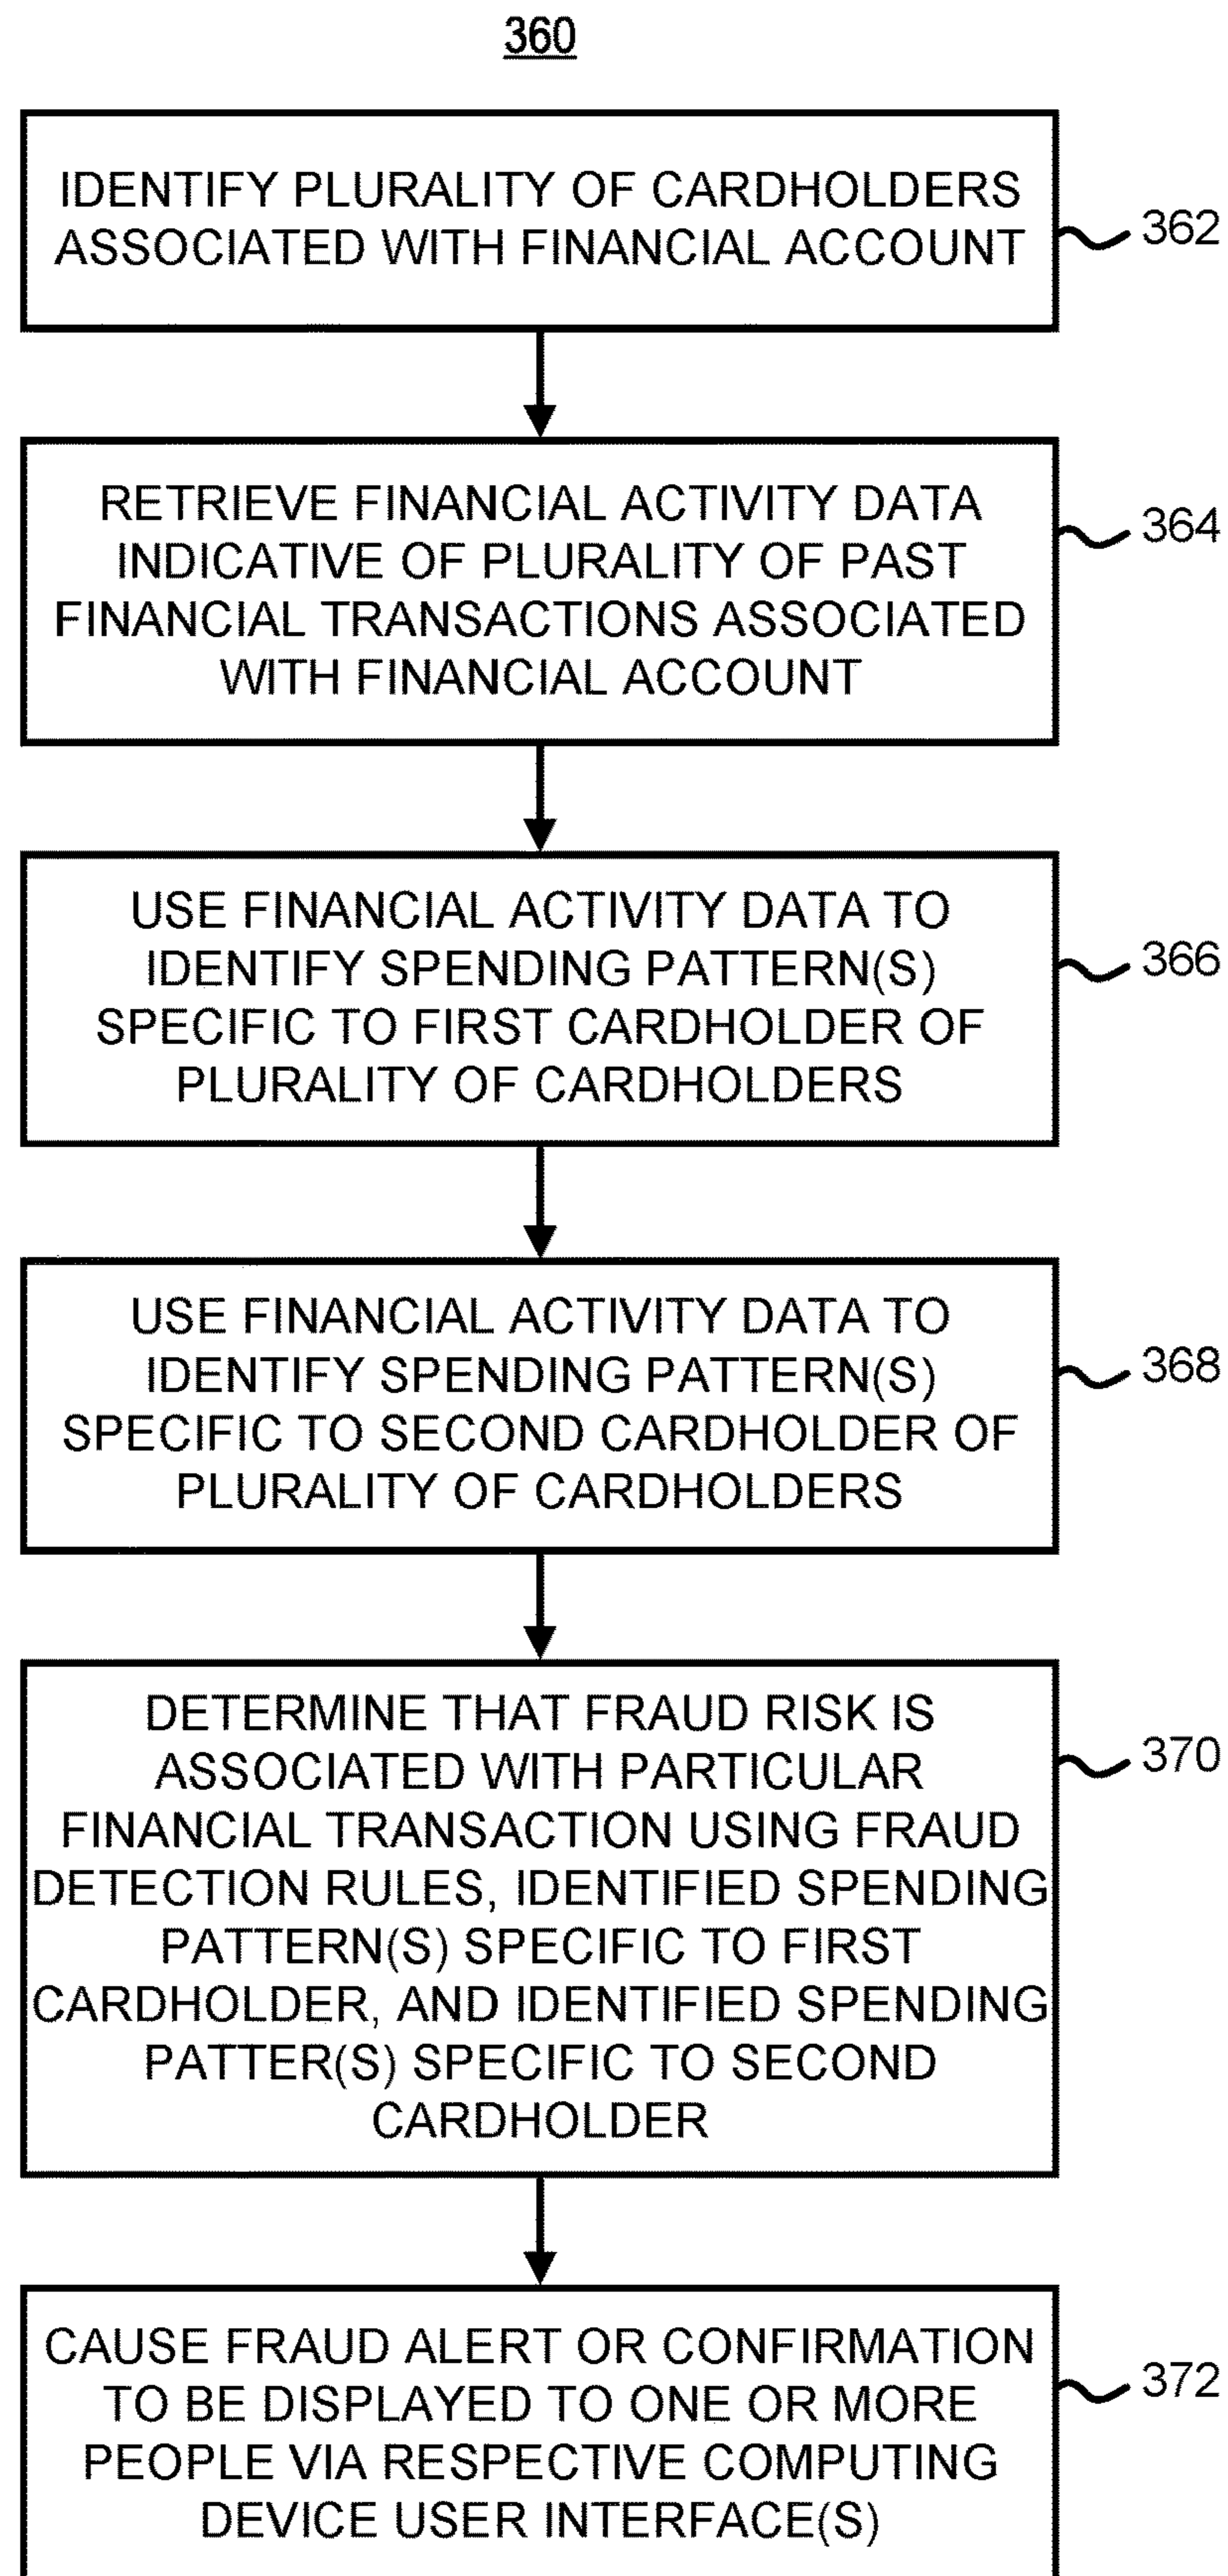 360
IDENTIFY PLURALITY OF CARDHOLDERS
ASSOCIATED WITH FINANCIAL ACCOUNT
362
RETRIEVE FINANCIAL ACTIVITY DATA
INDICATIVE OF PLURALITY OF PAST
FINANCIAL TRANSACTIONS ASSOCIATED
WITH FINANCIAL ACCOUNT
364
USE FINANCIAL ACTIVITY DATA TO
IDENTIFY SPENDING PATTERN(S)
SPECIFIC TO FIRST CARDHOLDER OF
PLURALITY OF CARDHOLDERS
366
USE FINANCIAL ACTIVITY DATA TO
IDENTIFY SPENDING PATTERN(S)
SPECIFIC TO SECOND CARDHOLDER OF
PLURALITY OF CARDHOLDERS
368
DETERMINE THAT FRAUD RISK IS
ASSOCIATED WITH PARTICULAR
FINANCIAL TRANSACTION USING FRAUD
DETECTION RULES, IDENTIFIED SPENDING
PATTERN(S) SPECIFIC TO FIRST
CARDHOLDER, AND IDENTIFIED SPENDING
PATTER(S) SPECIFIC TO SECOND
CARDHOLDER
370
CAUSE FRAUD ALERT OR CONFIRMATION
TO BE DISPLAYED TO ONE OR MORE
PEOPLE VIA RESPECTIVE COMPUTING
DEVICE USER INTERFACE(S)
372